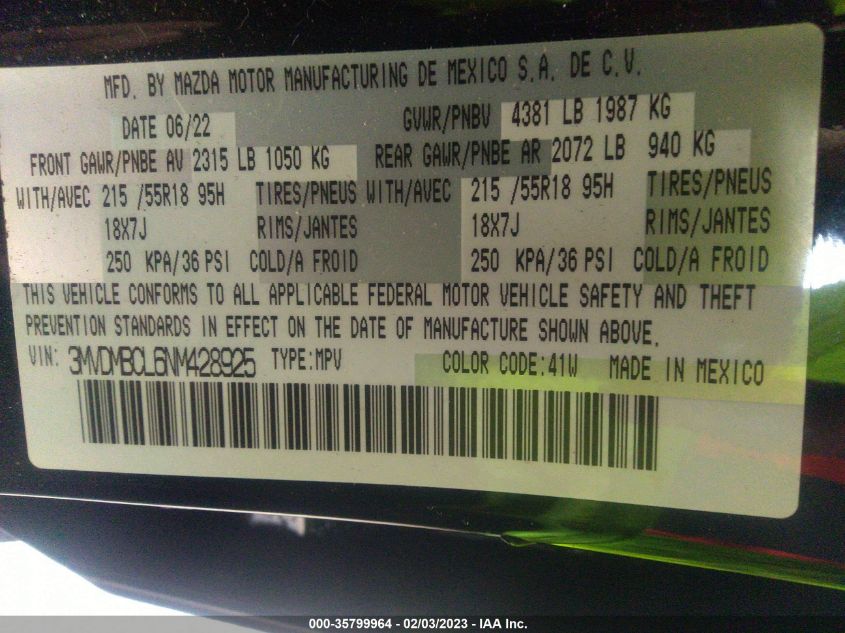 MFD. BY MAZDA MOTOR MANUFACTURING DE MEXICO S.A. DE C.V.
DATE 06/22 GVWR/PNBV 4381 LB 1987 KG
FRONT GAWR/PNBE AV 2315 LB 1050 KG REAR GAWR/PNBE AR 2072 LB 940 KG
WITH/AVEC 215 /55R18 95H TIRES/PNEUS WITH/AVEC 215 /55R18 95H TIRES/PNEUS
18X7J RIMS/JANTES 18X7J RIMS/JANTES
250 KPA/36 PSI COLD/A FROID 250 KPA/36 PSI COLD/A FROID
THIS VEHICLE CONFORMS TO ALL APPLICABLE FEDERAL MOTOR VEHICLE SAFETY AND THEFT
PREVENTION STANDARDS IN EFFECT ON THE DATE OF MANUFACTURE SHOWN ABOVE.
VIN: 3MVDMBCL6NM428925 TYPE:MPV COLOR CODE:41W MADE IN MEXICO
000-35799964 - 02/03/2023 - IAA Inc.